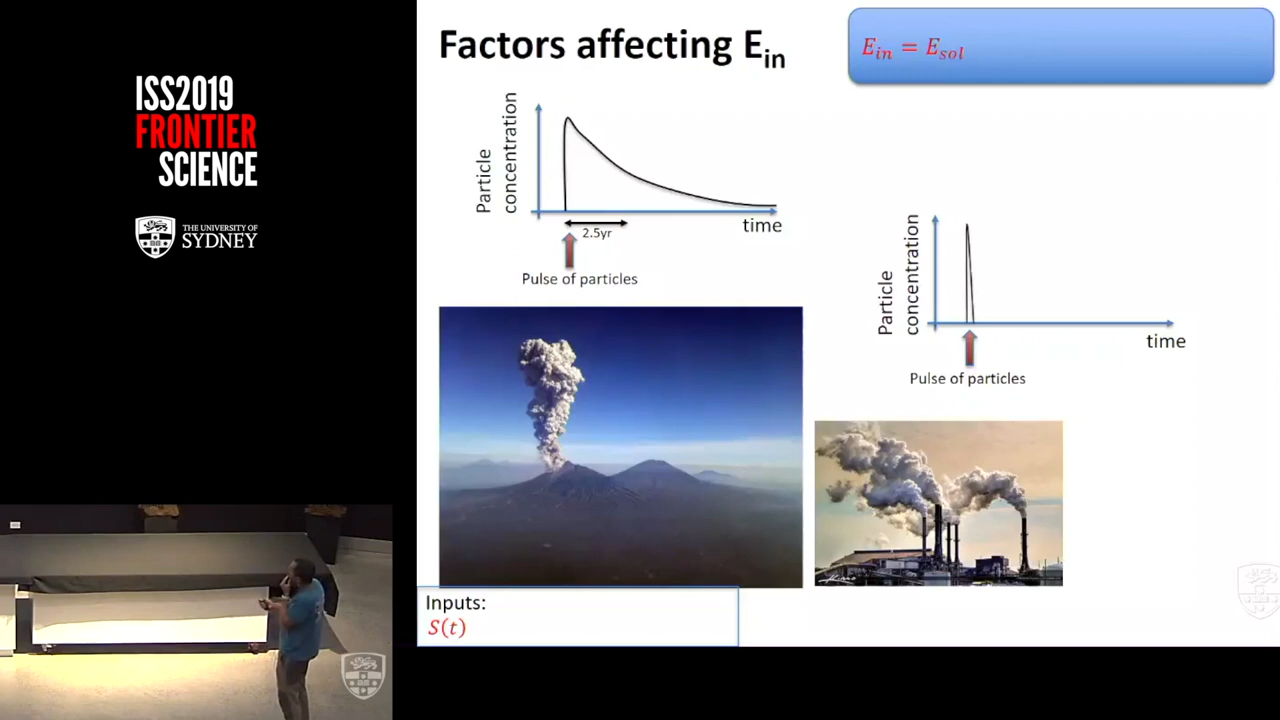 ISS2019
FRONTIER
SCIENCE
THE UNIVERSITY OF
SYDNEY
Factors affecting E_in
E_in = E_sol
Particle
concentration
time
2.5yr
Pulse of particles
Particle
concentration
time
Pulse of particles
Inputs:
S(t)